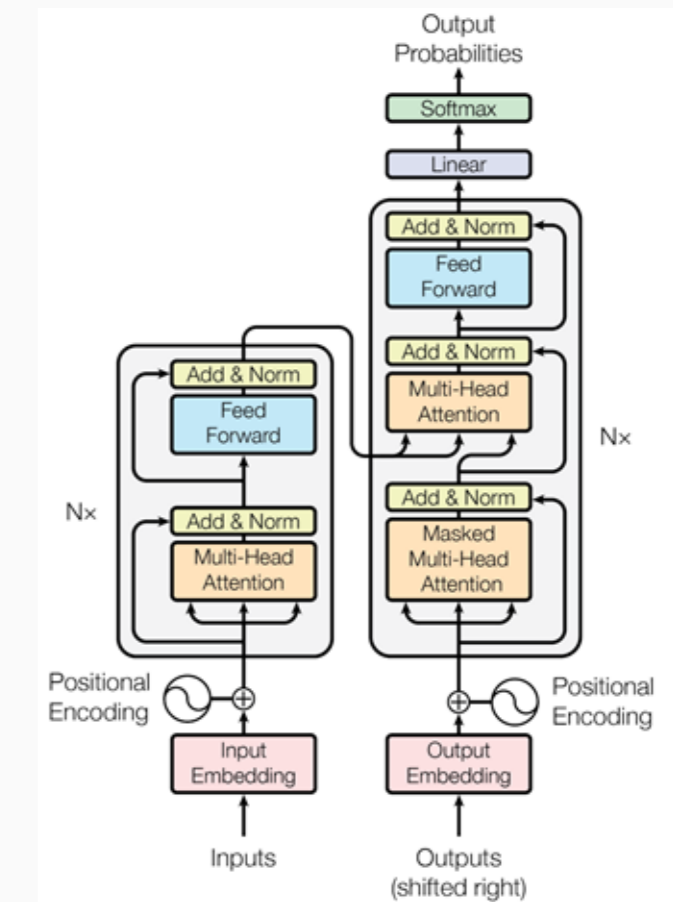 Output
Probabilities
Softmax
Linear
Add & Norm
Feed
Forward
Add & Norm
Multi-Head
Attention
Add & Norm
Masked
Multi-Head
Attention
Nx
Add & Norm
Feed
Forward
Add & Norm
Multi-Head
Attention
Nx
Positional
Encoding
Positional
Encoding
Input
Embedding
Output
Embedding
Inputs
Outputs
(shifted right)